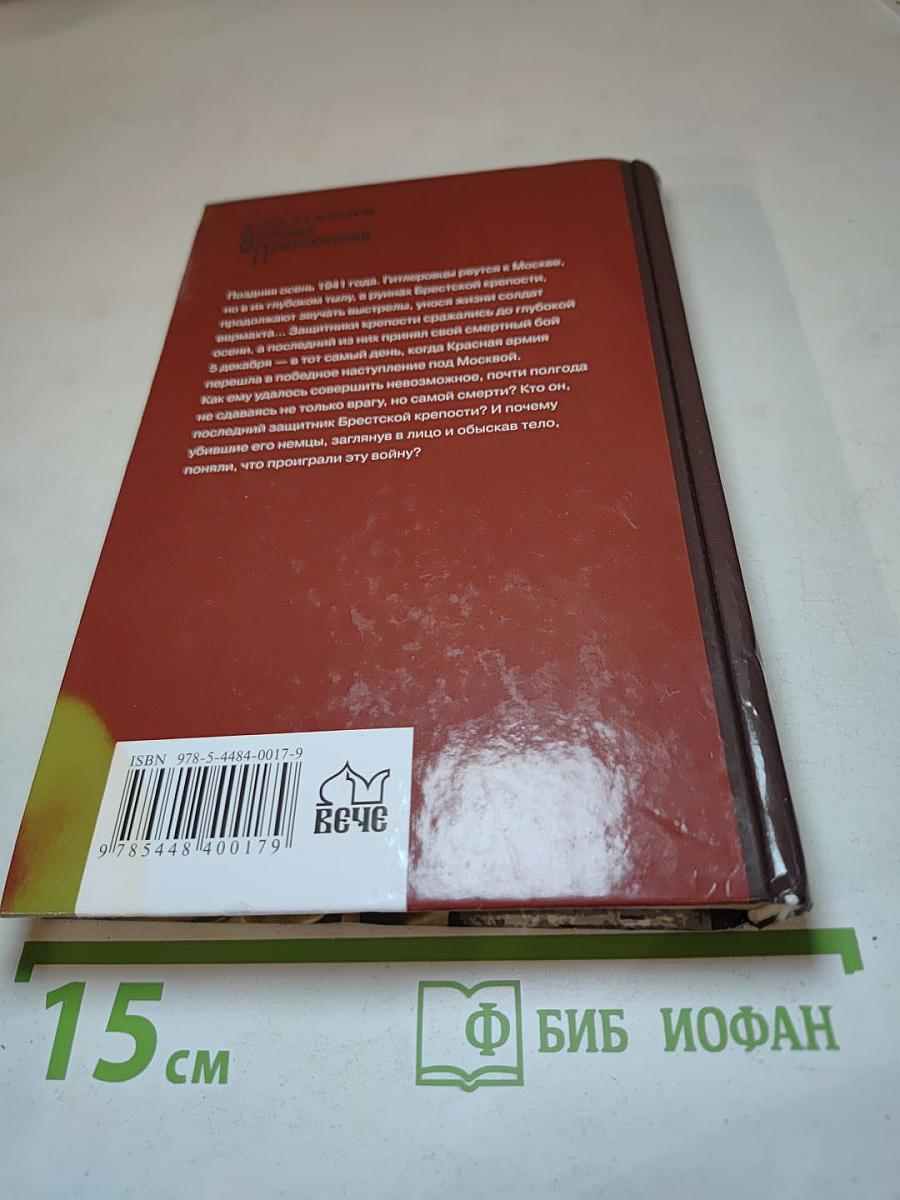 Коллекция
Военных
Приключений
Поздняя осень 1941 года. Гитлеровцы рвутся к Москве,
но в их глубоком тылу, в руинах Брестской крепости,
продолжают звучать выстрелы, унося жизни солдат
вермахта... Защитники крепости сражались до глубокой
осени, а последний из них принял свой смертный бой
5 декабря — в тот самый день, когда Красная армия
перешла в победное наступление под Москвой.
Как ему удалось совершить невозможное, почти полгода
не сдаваясь не только врагу, но самой смерти? Кто он,
последний защитник Брестской крепости? И почему
убившие его немцы, заглянув в лицо и обыскав тело,
поняли, что проиграли эту войну?
ISBN 978-5-4484-0017-9
9 785448 400179
ВЕЧЕ
15 см
Ф БИБ ИОФАН